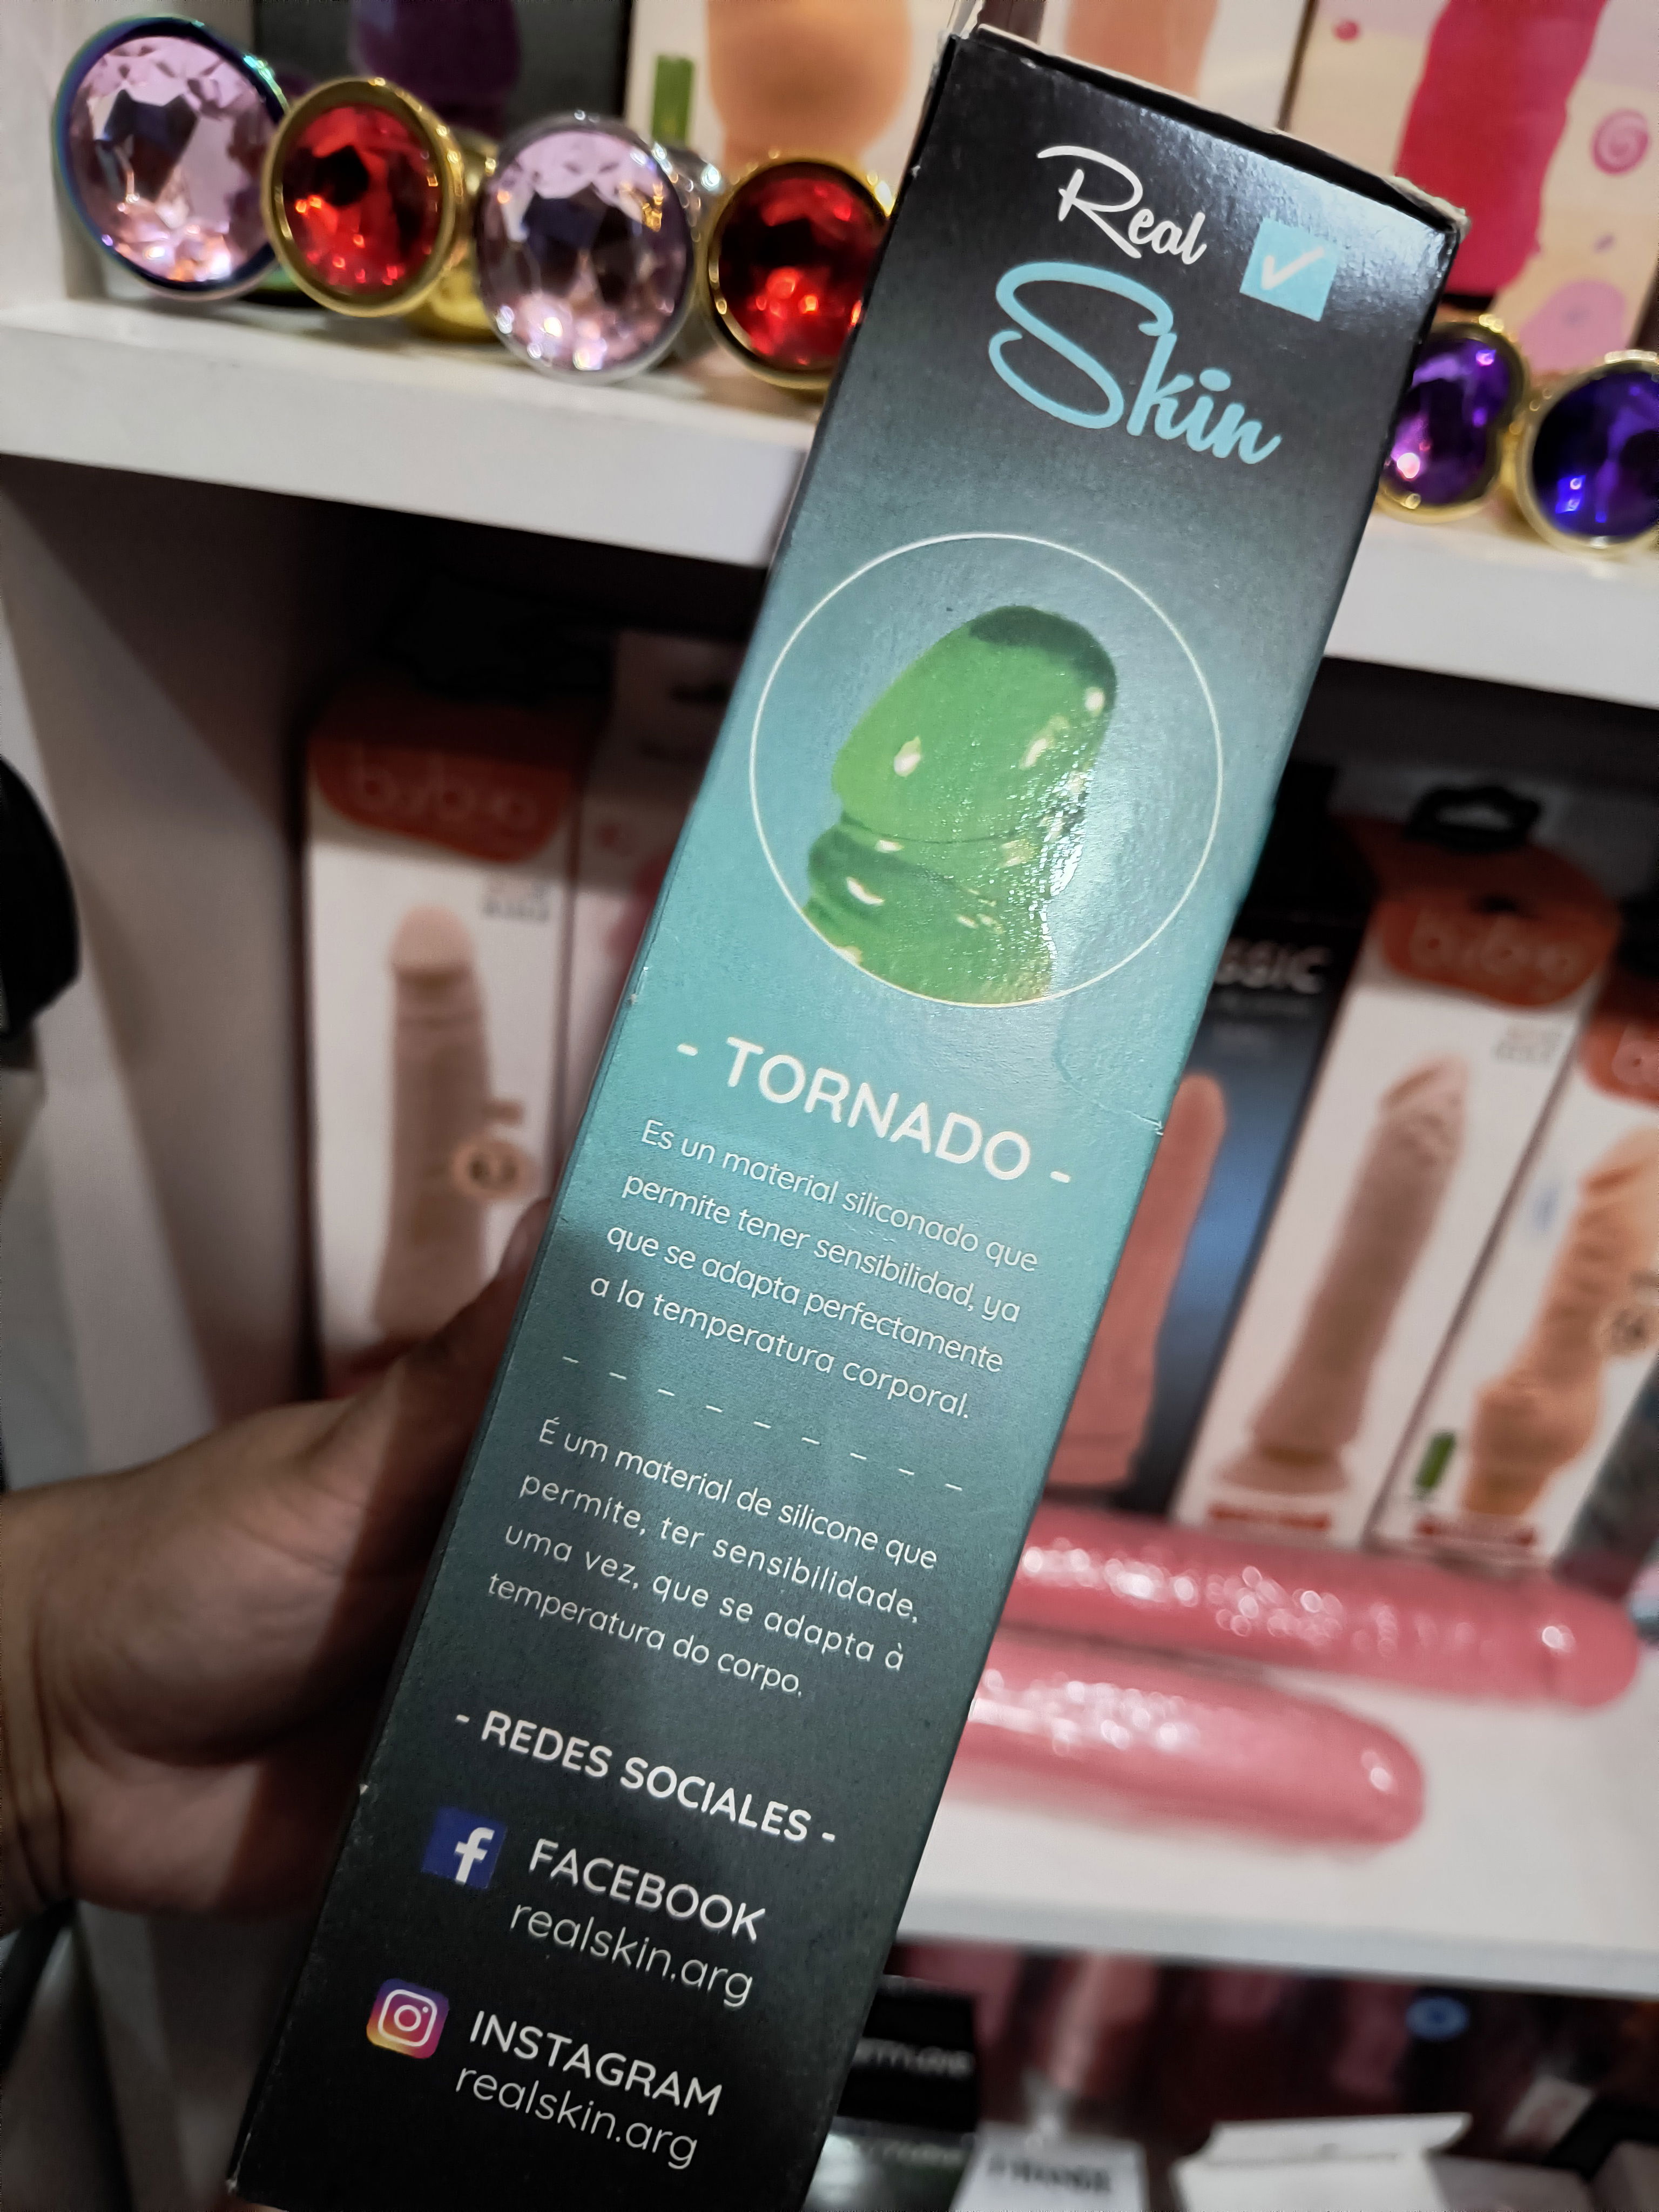 Real
Skin
- TORNADO -
Es un material siliconado que
permite tener sensibilidad, ya
que se adapta perfectamente
a la temperatura corporal.
É um material de silicone que
permite, ter sensibilidade,
uma vez, que se adapta à
temperatura do corpo.
- REDES SOCIALES -
FACEBOOK
realskin.arg
INSTAGRAM
realskin.arg